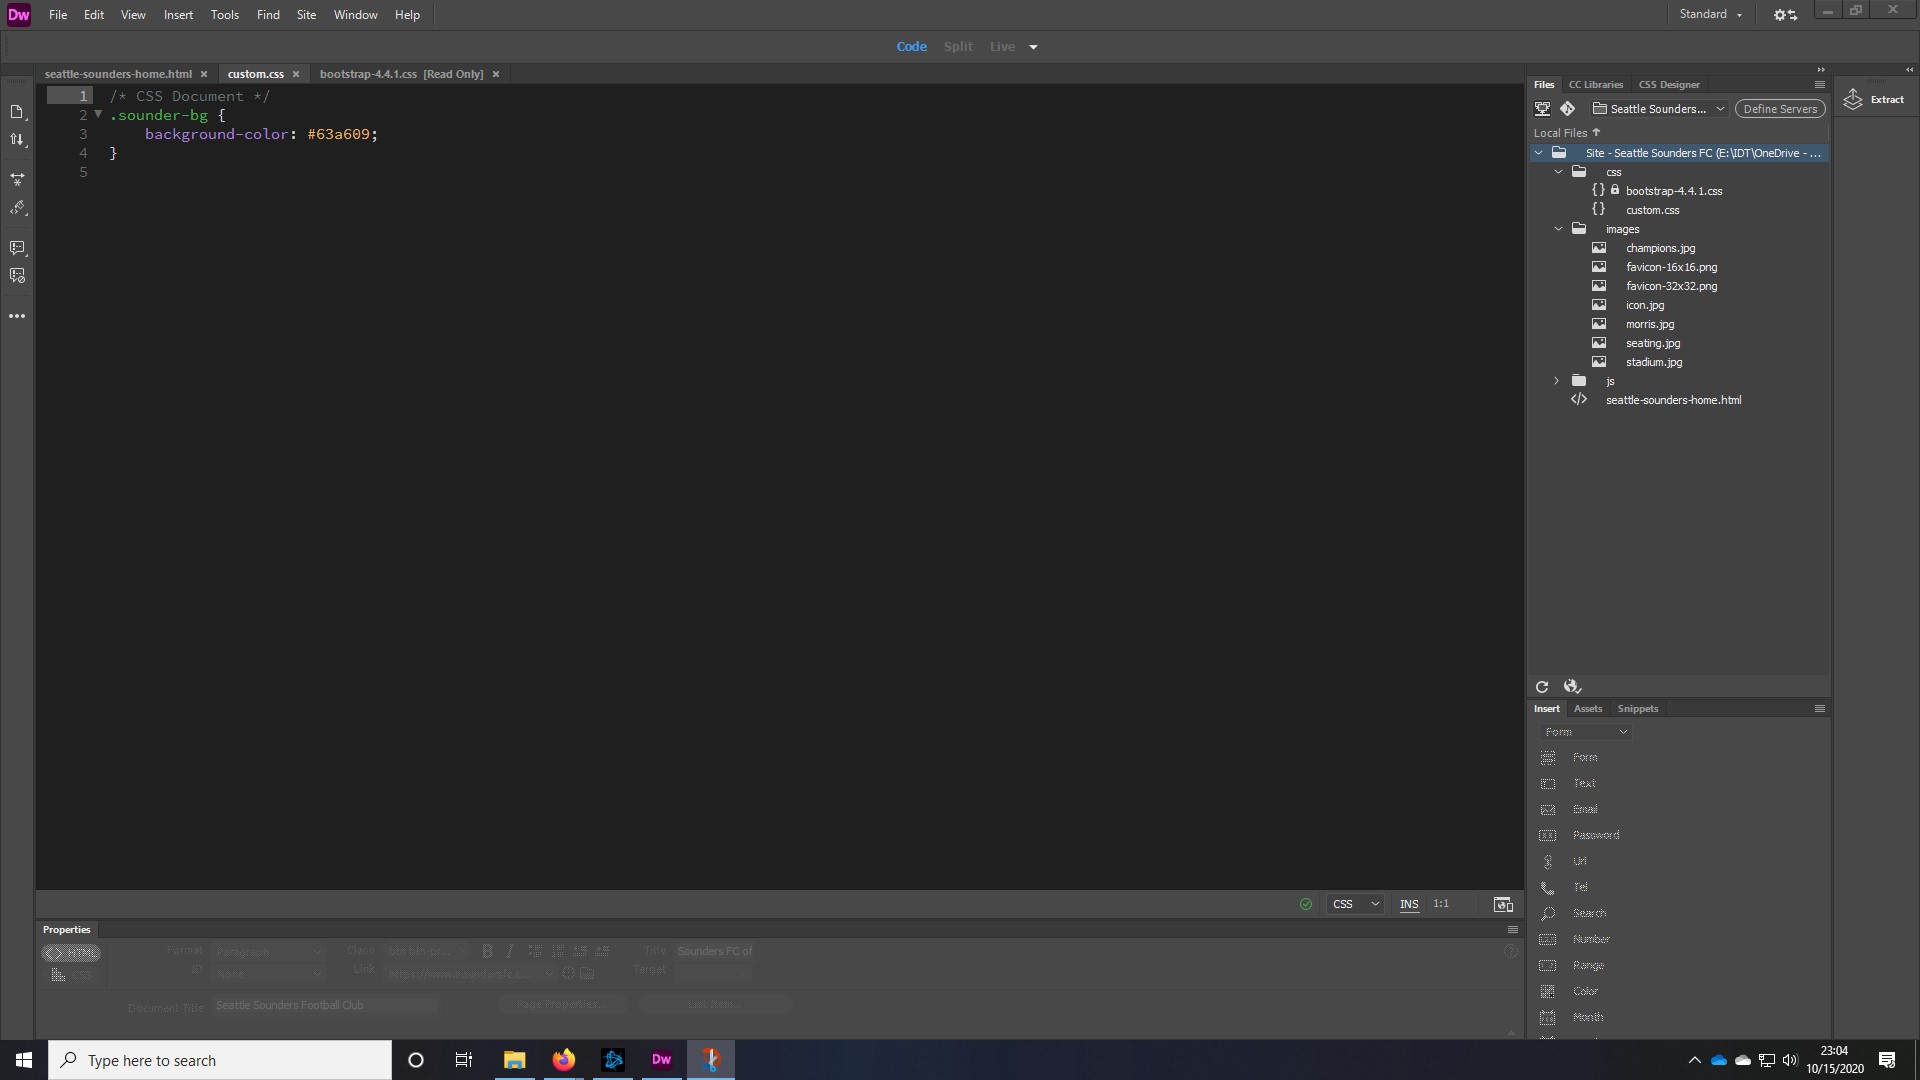 Dw File Edit View Insert Tools Find Site Window Help Standard
Code Split Live
seattle-sounders-home.html custom.css bootstrap-4.4.1.css [Read Only]
1 /* CSS Document */
2 .sounder-bg {
3 background-color: #63a609;
4 }
5
Files CC Libraries CSS Designer
Extract
Seattle Sounders... Define Servers
Local Files
Site - Seattle Sounders FC (E:\IDT\OneDrive - ...
css
bootstrap-4.4.1.css
custom.css
images
champions.jpg
favicon-16x16.png
favicon-32x32.png
icon.jpg
morris.jpg
seating.jpg
stadium.jpg
js
seattle-sounders-home.html
Insert Assets Snippets
Form
Form
Text
Email
Password
Url
Tel
Search
Number
Range
Color
Month
CSS INS 1:1
Properties
HTML Format Paragraph Class btn btn-pr... B I Title Sounders FC of
CSS ID None Link Target
Document Title Seattle Sounders Football Club Page Properties... List Item...
Type here to search
Dw
23:04
10/15/2020